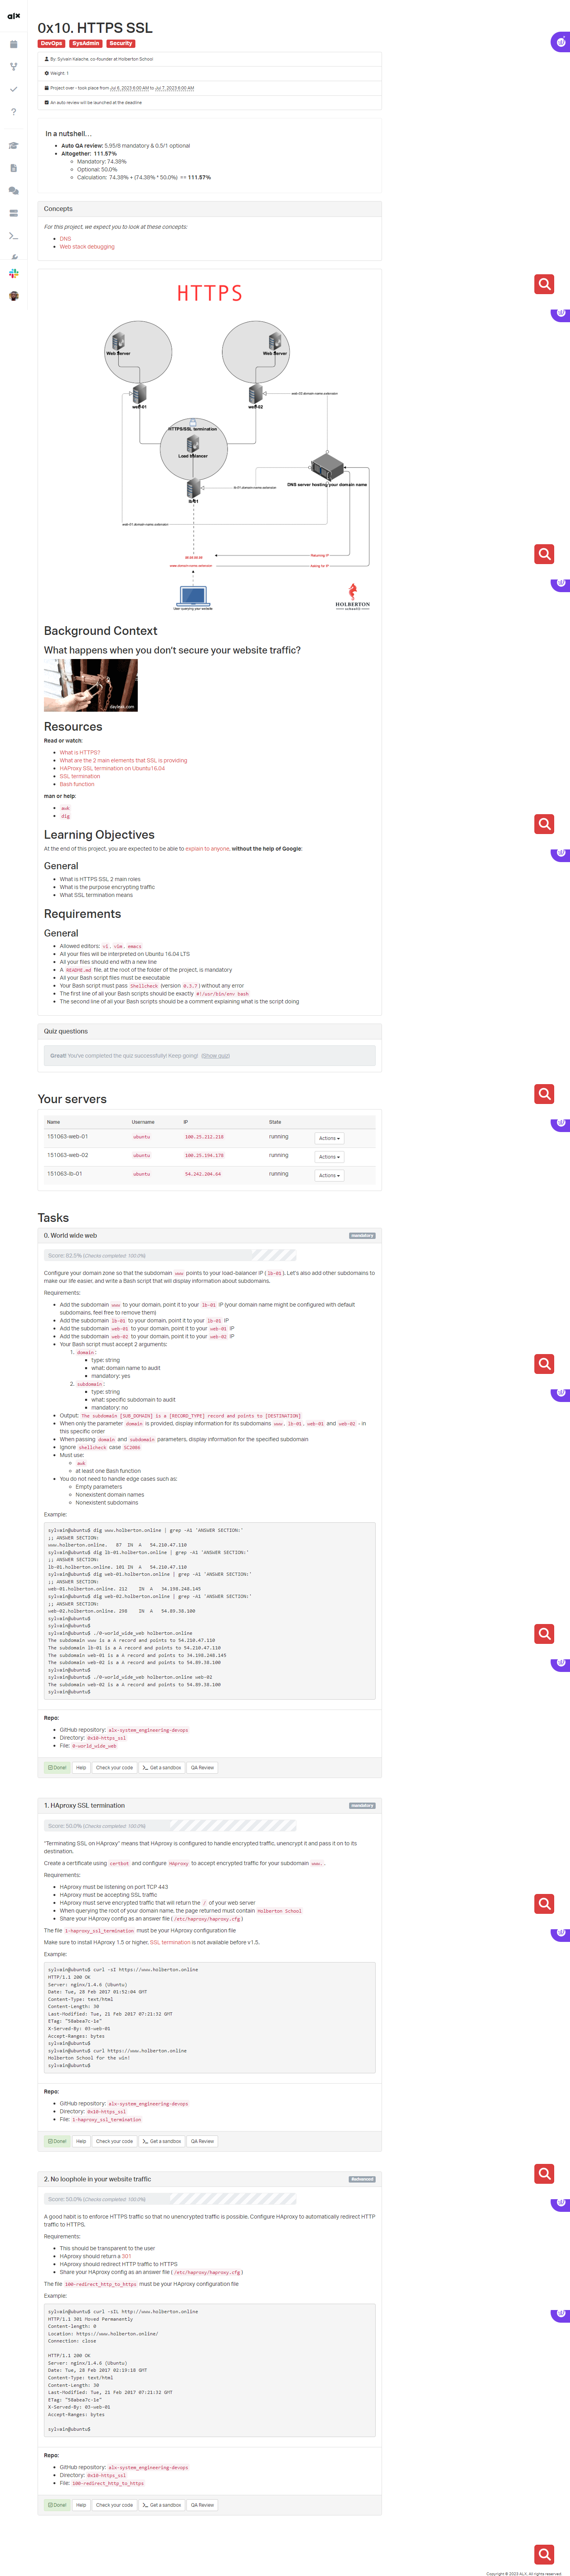 alx
0x10. HTTPS SSL
DevOps SysAdmin Security
By: Sylvain Kalache, co-founder at Holberton School
Weight: 1
Project over - took place from Jul 6, 2023 6:00 AM to Jul 7, 2023 6:00 AM
An auto review will be launched at the deadline
In a nutshell…
Auto QA review: 5.95/8 mandatory & 0.5/1 optional
Altogether: 111.57%
Mandatory: 74.38%
Optional: 50.0%
Calculation: 74.38% + (74.38% * 50.0%) == 111.57%
Concepts
For this project, we expect you to look at these concepts:
DNS
Web stack debugging
HTTPS
Web Server
Web Server
web-01
web-02
web-02.domain-name.extension
HTTPS/SSL termination
Load balancer
DNS server hosting your domain name
lb-01.domain-name.extension
lb-01
web-01.domain-name.extension
Returning IP
www.domain-name.extension
Asking for IP
User querying your website
HOLBERTON
SCHOOL
Background Context
What happens when you don’t secure your website traffic?
Resources
Read or watch:
What is HTTPS?
What are the 2 main elements that SSL is providing
HAProxy SSL termination on Ubuntu16.04
SSL termination
Bash function
man or help:
awk
dig
Learning Objectives
At the end of this project, you are expected to be able to explain to anyone, without the help of Google:
General
What is HTTPS SSL 2 main roles
What is the purpose encrypting traffic
What SSL termination means
Requirements
General
Allowed editors: vi, vim, emacs
All your files will be interpreted on Ubuntu 16.04 LTS
All your files should end with a new line
A README.md file, at the root of the folder of the project, is mandatory
All your Bash script files must be executable
Your Bash script must pass Shellcheck (version 0.3.7) without any error
The first line of all your Bash scripts should be exactly #!/usr/bin/env bash
The second line of all your Bash scripts should be a comment explaining what is the script doing
Quiz questions
Great! You've completed the quiz successfully! Keep going! (Show quiz)
Your servers
Name Username IP State
151063-web-01 ubuntu 100.25.212.218 running Actions
151063-web-02 ubuntu 100.25.194.178 running Actions
151063-lb-01 ubuntu 54.242.204.64 running Actions
Tasks
0. World wide web mandatory
Score: 82.5% (Checks completed: 100.0%)
Configure your domain zone so that the subdomain www points to your load-balancer IP (lb-01). Let’s also add other subdomains to
make our life easier, and write a Bash script that will display information about subdomains.
Requirements:
Add the subdomain www to your domain, point it to your lb-01 IP (your domain name might be configured with default
subdomains, feel free to remove them)
Add the subdomain lb-01 to your domain, point it to your lb-01 IP
Add the subdomain web-01 to your domain, point it to your web-01 IP
Add the subdomain web-02 to your domain, point it to your web-02 IP
Your Bash script must accept 2 arguments:
1. domain:
type: string
what: domain name to audit
mandatory: yes
2. subdomain:
type: string
what: specific subdomain to audit
mandatory: no
Output: The subdomain [SUB_DOMAIN] is a [RECORD_TYPE] record and points to [DESTINATION]
When only the parameter domain is provided, display information for its subdomains www, lb-01, web-01 and web-02 - in
this specific order
When passing domain and subdomain parameters, display information for the specified subdomain
Ignore shellcheck case SC2086
Must use:
awk
at least one Bash function
You do not need to handle edge cases such as:
Empty parameters
Nonexistent domain names
Nonexistent subdomains
Example:
sylvain@ubuntu$ dig www.holberton.online | grep -A1 'ANSWER SECTION:'
;; ANSWER SECTION:
www.holberton.online. 87 IN A 54.210.47.110
sylvain@ubuntu$ dig lb-01.holberton.online | grep -A1 'ANSWER SECTION:'
;; ANSWER SECTION:
lb-01.holberton.online. 101 IN A 54.210.47.110
sylvain@ubuntu$ dig web-01.holberton.online | grep -A1 'ANSWER SECTION:'
;; ANSWER SECTION:
web-01.holberton.online. 212 IN A 34.198.248.145
sylvain@ubuntu$ dig web-02.holberton.online | grep -A1 'ANSWER SECTION:'
;; ANSWER SECTION:
web-02.holberton.online. 298 IN A 54.89.38.100
sylvain@ubuntu$
sylvain@ubuntu$
sylvain@ubuntu$ ./0-world_wide_web holberton.online
The subdomain www is a A record and points to 54.210.47.110
The subdomain lb-01 is a A record and points to 54.210.47.110
The subdomain web-01 is a A record and points to 34.198.248.145
The subdomain web-02 is a A record and points to 54.89.38.100
sylvain@ubuntu$
sylvain@ubuntu$ ./0-world_wide_web holberton.online web-02
The subdomain web-02 is a A record and points to 54.89.38.100
sylvain@ubuntu$
Repo:
GitHub repository: alx-system_engineering-devops
Directory: 0x10-https_ssl
File: 0-world_wide_web
Done! Help Check your code Get a sandbox QA Review
1. HAproxy SSL termination mandatory
Score: 50.0% (Checks completed: 100.0%)
“Terminating SSL on HAproxy” means that HAproxy is configured to handle encrypted traffic, unencrypt it and pass it on to its
destination.
Create a certificate using certbot and configure HAproxy to accept encrypted traffic for your subdomain www..
Requirements:
HAproxy must be listening on port TCP 443
HAproxy must be accepting SSL traffic
HAproxy must serve encrypted traffic that will return the / of your web server
When querying the root of your domain name, the page returned must contain Holberton School
Share your HAproxy config as an answer file (/etc/haproxy/haproxy.cfg)
The file 1-haproxy_ssl_termination must be your HAproxy configuration file
Make sure to install HAproxy 1.5 or higher, SSL termination is not available before v1.5.
Example:
sylvain@ubuntu$ curl -sI https://www.holberton.online
HTTP/1.1 200 OK
Server: nginx/1.4.6 (Ubuntu)
Date: Tue, 28 Feb 2017 01:52:04 GMT
Content-Type: text/html
Content-Length: 30
Last-Modified: Tue, 21 Feb 2017 07:21:32 GMT
ETag: "58abea7c-1e"
X-Served-By: 03-web-01
Accept-Ranges: bytes
sylvain@ubuntu$
sylvain@ubuntu$ curl https://www.holberton.online
Holberton School for the win!
sylvain@ubuntu$
Repo:
GitHub repository: alx-system_engineering-devops
Directory: 0x10-https_ssl
File: 1-haproxy_ssl_termination
Done! Help Check your code Get a sandbox QA Review
2. No loophole in your website traffic #advanced
Score: 50.0% (Checks completed: 100.0%)
A good habit is to enforce HTTPS traffic so that no unencrypted traffic is possible. Configure HAproxy to automatically redirect HTTP
traffic to HTTPS.
Requirements:
This should be transparent to the user
HAproxy should return a 301
HAproxy should redirect HTTP traffic to HTTPS
Share your HAproxy config as an answer file (/etc/haproxy/haproxy.cfg)
The file 100-redirect_http_to_https must be your HAproxy configuration file
Example:
sylvain@ubuntu$ curl -sIL http://www.holberton.online
HTTP/1.1 301 Moved Permanently
Content-length: 0
Location: https://www.holberton.online/
Connection: close
HTTP/1.1 200 OK
Server: nginx/1.4.6 (Ubuntu)
Date: Tue, 28 Feb 2017 02:19:18 GMT
Content-Type: text/html
Content-Length: 30
Last-Modified: Tue, 21 Feb 2017 07:21:32 GMT
ETag: "58abea7c-1e"
X-Served-By: 03-web-01
Accept-Ranges: bytes
sylvain@ubuntu$
Repo:
GitHub repository: alx-system_engineering-devops
Directory: 0x10-https_ssl
File: 100-redirect_http_to_https
Done! Help Check your code Get a sandbox QA Review
Copyright © 2023 ALX, All rights reserved.